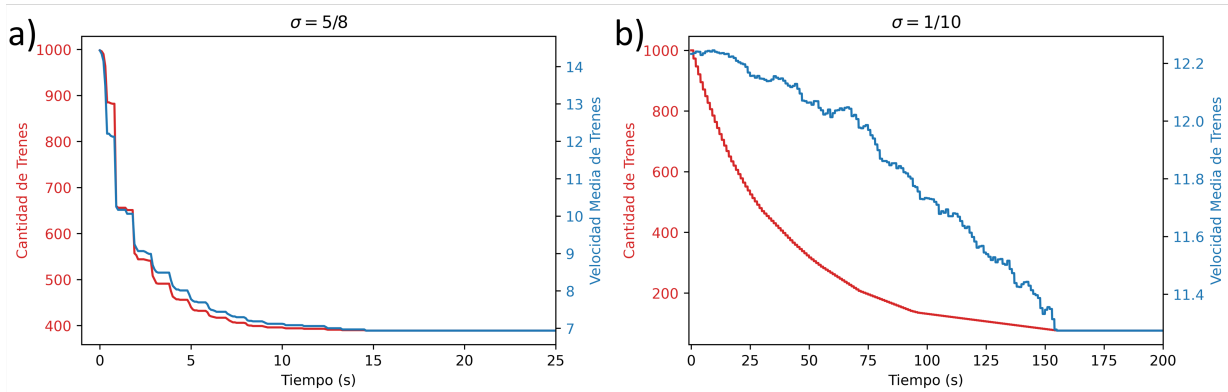 a)
σ = 5/8
1000
900
800
700
600
500
400
Cantidad de Trenes
14
13
12
11
10
9
8
7
Velocidad Media de Trenes
0 5 10 15 20 25
Tiempo (s)
b)
σ = 1/10
1000
800
600
400
200
Cantidad de Trenes
12.2
12.0
11.8
11.6
11.4
Velocidad Media de Trenes
0 25 50 75 100 125 150 175 200
Tiempo (s)